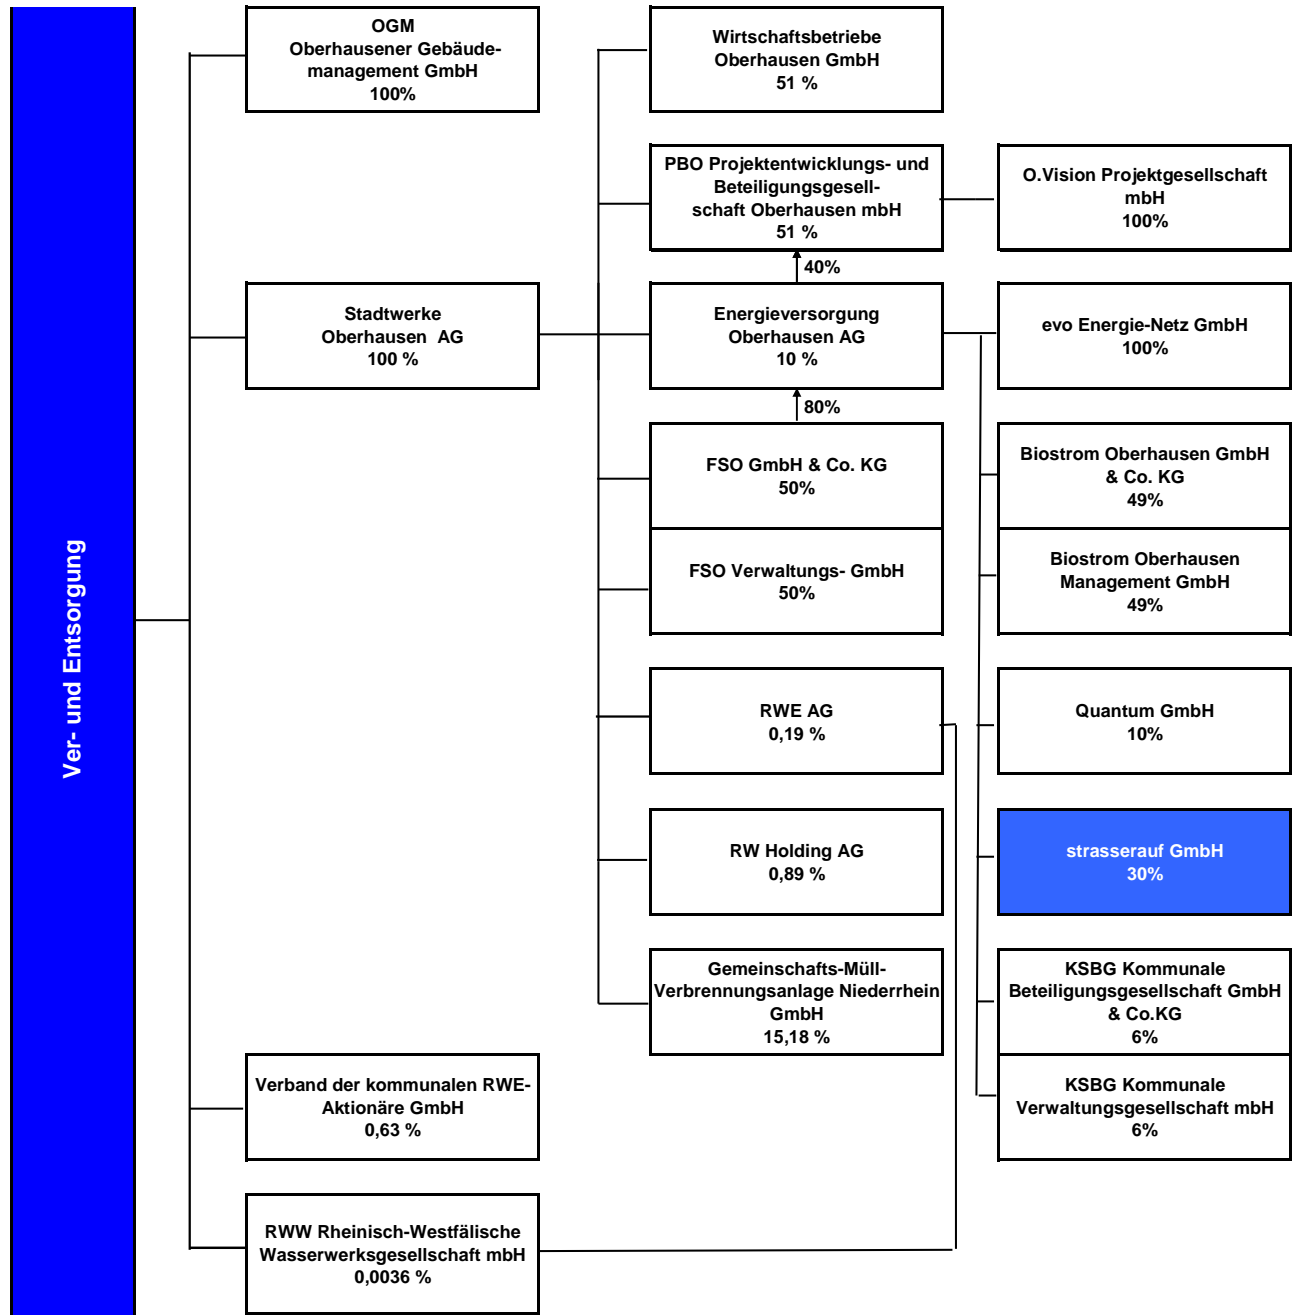 Ver- und Entsorgung
OGM
Oberhausener Gebäude-
management GmbH
100%
Stadtwerke
Oberhausen AG
100 %
Verband der kommunalen RWE-
Aktionäre GmbH
0,63 %
RWW Rheinisch-Westfälische
Wasserwerksgesellschaft mbH
0,0036 %
Wirtschaftsbetriebe
Oberhausen GmbH
51 %
PBO Projektentwicklungs- und
Beteiligungsgesell-
schaft Oberhausen mbH
51 %
40%
Energieversorgung
Oberhausen AG
10 %
80%
FSO GmbH & Co. KG
50%
FSO Verwaltungs- GmbH
50%
RWE AG
0,19 %
RW Holding AG
0,89 %
Gemeinschafts-Müll-
Verbrennungsanlage Niederrhein
GmbH
15,18 %
O.Vision Projektgesellschaft
mbH
100%
evo Energie-Netz GmbH
100%
Biostrom Oberhausen GmbH
& Co. KG
49%
Biostrom Oberhausen
Management GmbH
49%
Quantum GmbH
10%
strasserauf GmbH
30%
KSBG Kommunale
Beteiligungsgesellschaft GmbH
& Co.KG
6%
KSBG Kommunale
Verwaltungsgesellschaft mbH
6%